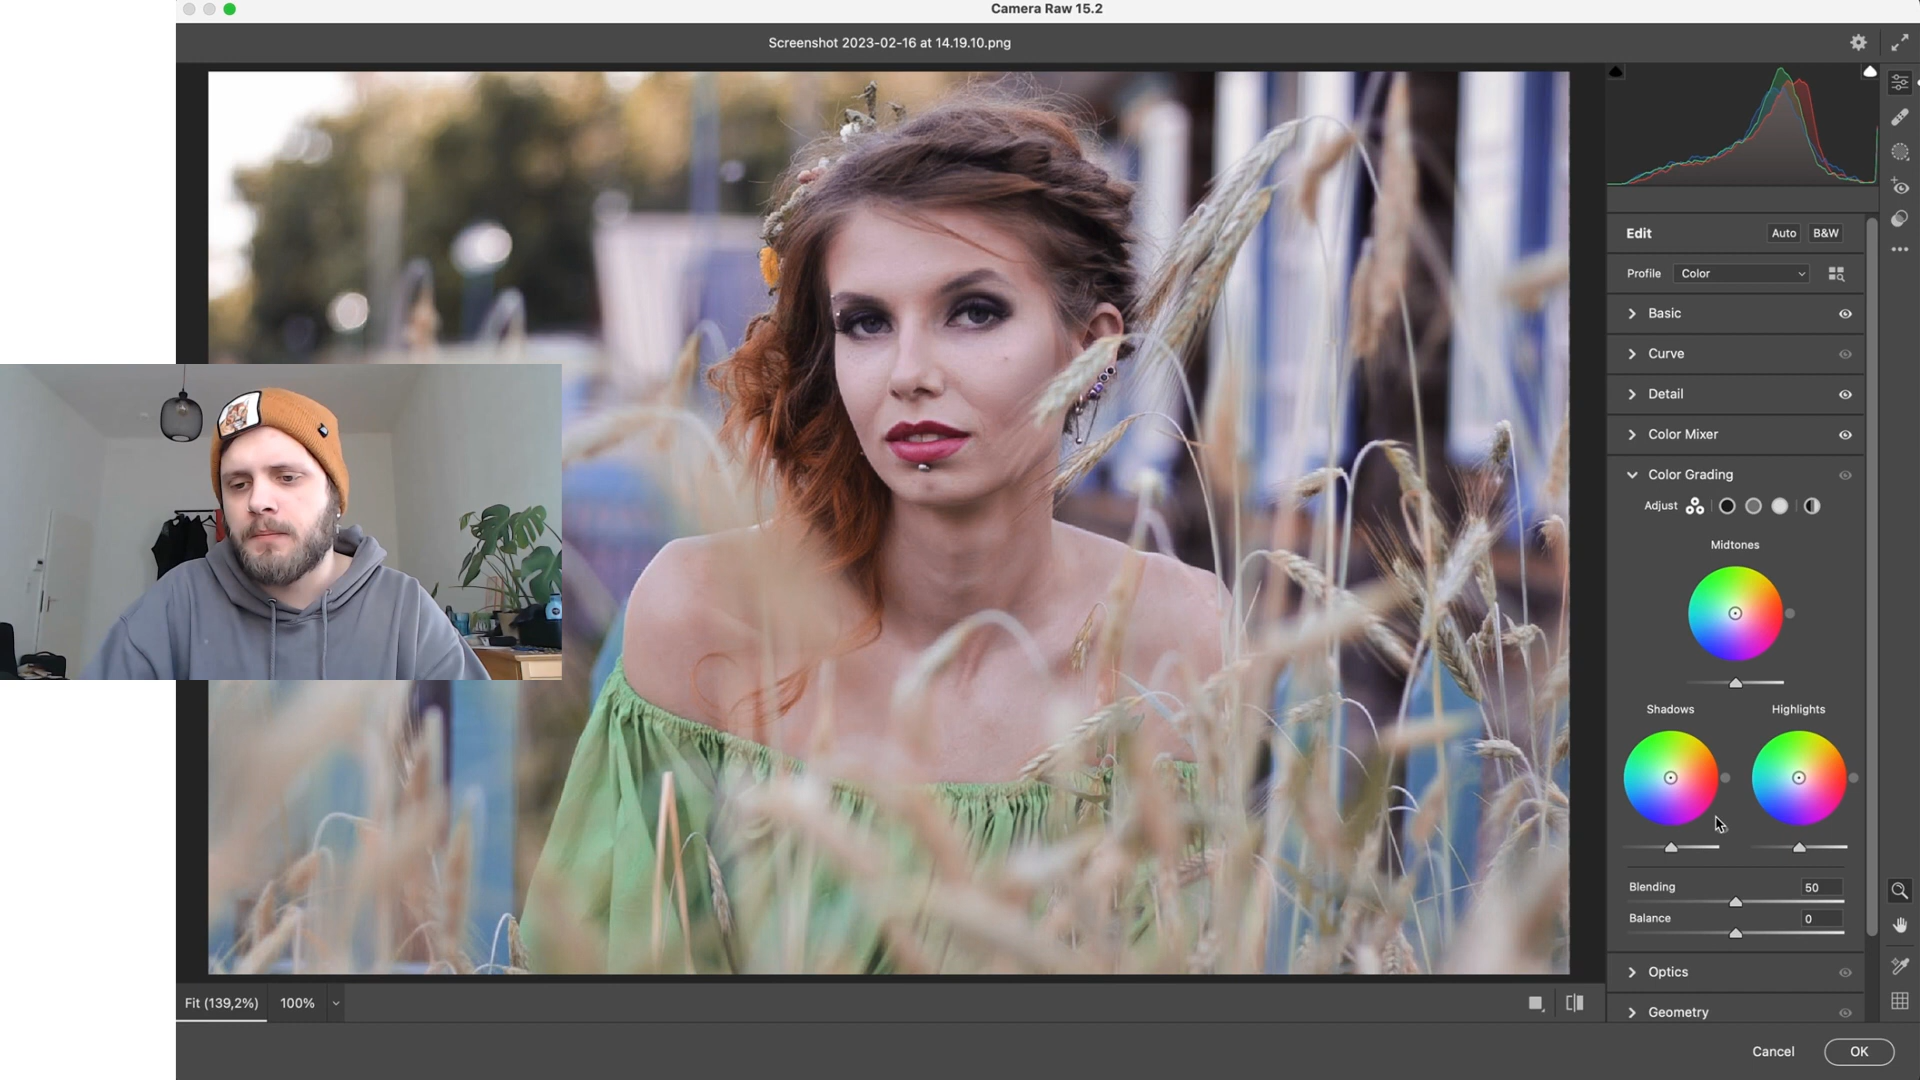 Camera Raw 15.2
Screenshot 2023-02-16 at 14.19.10.png
Edit
Auto
B&W
Profile
Color
Basic
Curve
Detail
Color Mixer
Color Grading
Adjust
Midtones
Shadows
Highlights
Blending
50
Balance
0
Optics
Geometry
Fit (139,2%)
100%
Cancel
OK